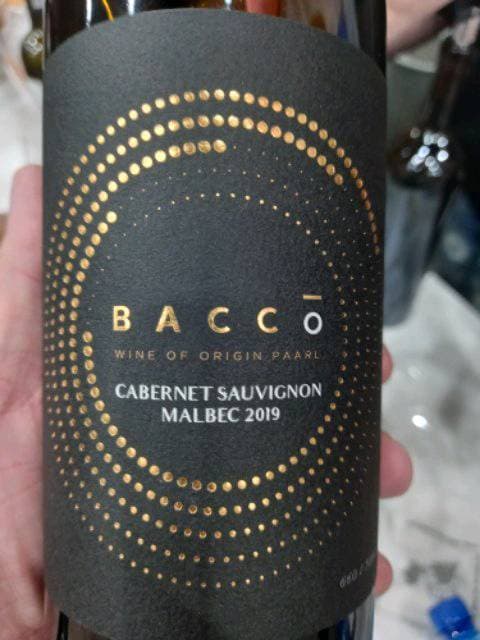 BACCŌ
WINE OF ORIGIN PAARL
CABERNET SAUVIGNON
MALBEC 2019